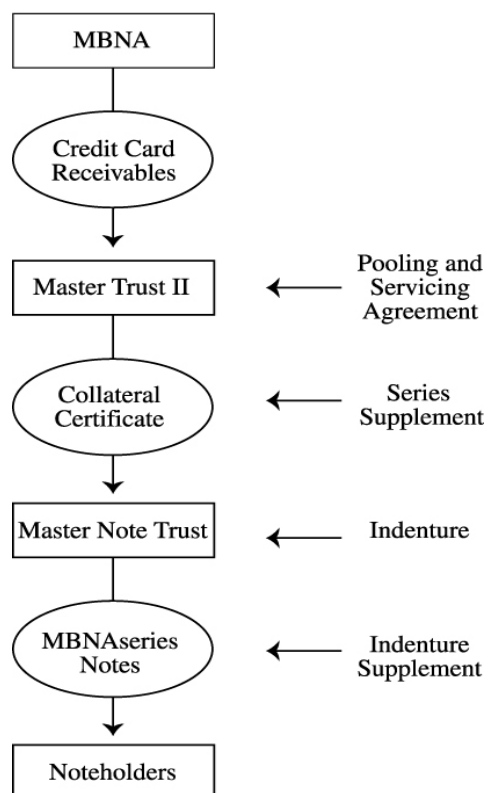 MBNA
Credit Card
Receivables
Master Trust II
Pooling and
Servicing
Agreement
Collateral
Certificate
Series
Supplement
Master Note Trust
Indenture
MBNAseries
Notes
Indenture
Supplement
Noteholders